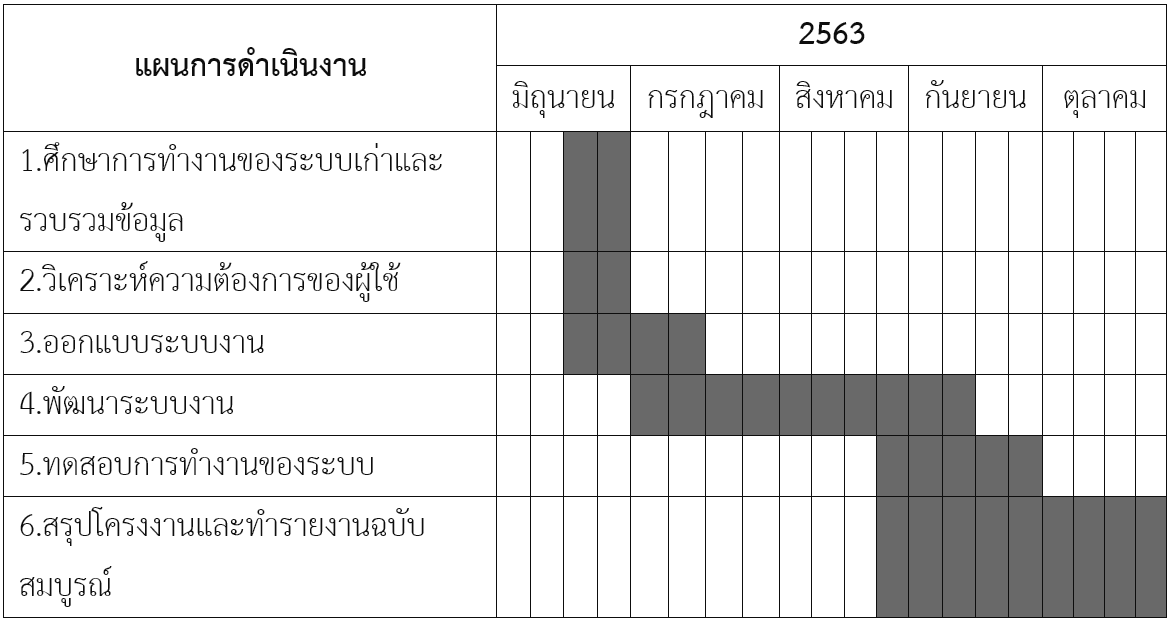 แผนการดำเนินงาน
2563
มิถุนายน กรกฎาคม สิงหาคม กันยายน ตุลาคม
1.ศึกษาการทำงานของระบบเก่าและ
รวบรวมข้อมูล
2.วิเคราะห์ความต้องการของผู้ใช้
3.ออกแบบระบบงาน
4.พัฒนาระบบงาน
5.ทดสอบการทำงานของระบบ
6.สรุปโครงงานและทำรายงานฉบับ
สมบูรณ์